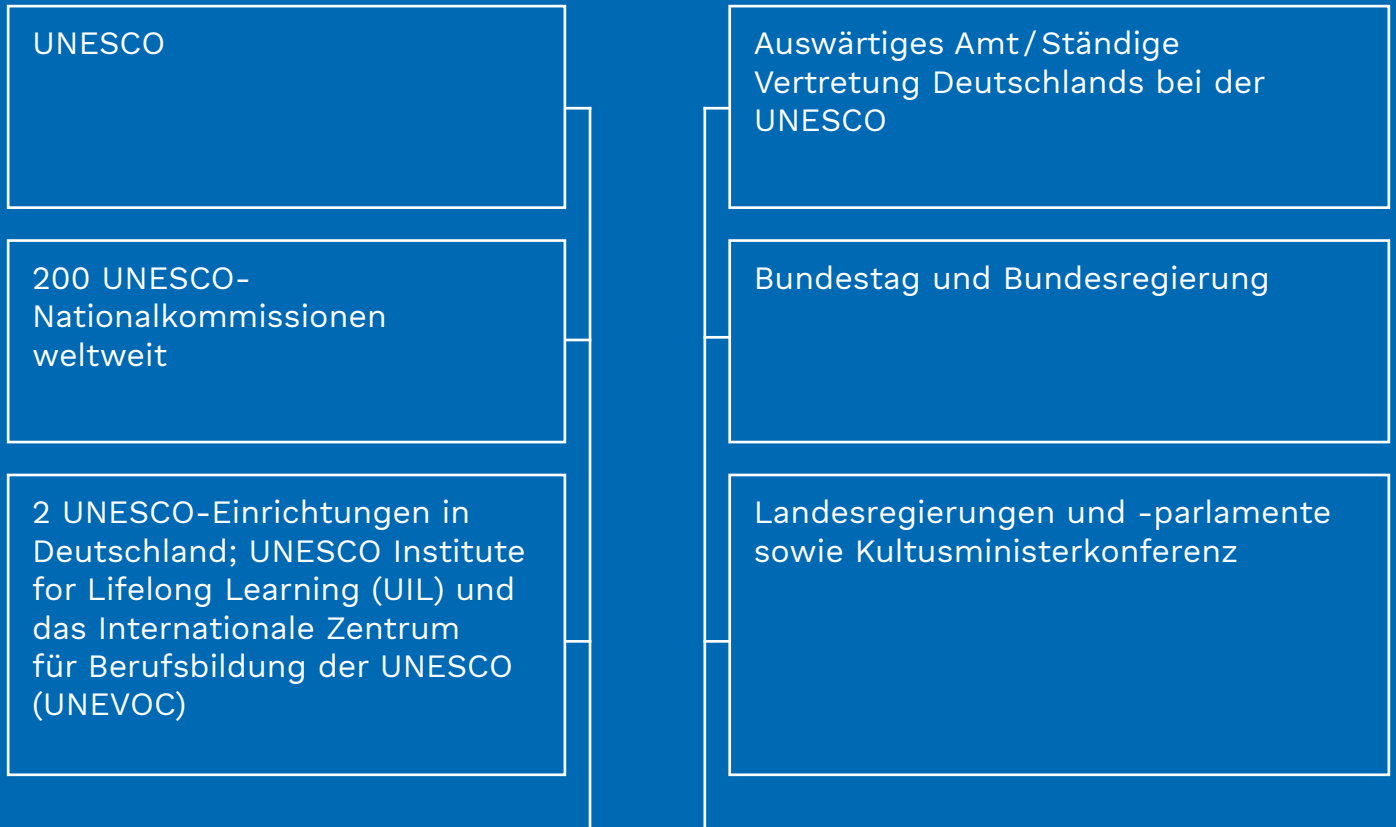 UNESCO
Auswärtiges Amt / Ständige
Vertretung Deutschlands bei der
UNESCO
200 UNESCO-
Nationalkommissionen
weltweit
Bundestag und Bundesregierung
2 UNESCO-Einrichtungen in
Deutschland; UNESCO Institute
for Lifelong Learning (UIL) und
das Internationale Zentrum
für Berufsbildung der UNESCO
(UNEVOC)
Landesregierungen und -parlamente
sowie Kultusministerkonferenz